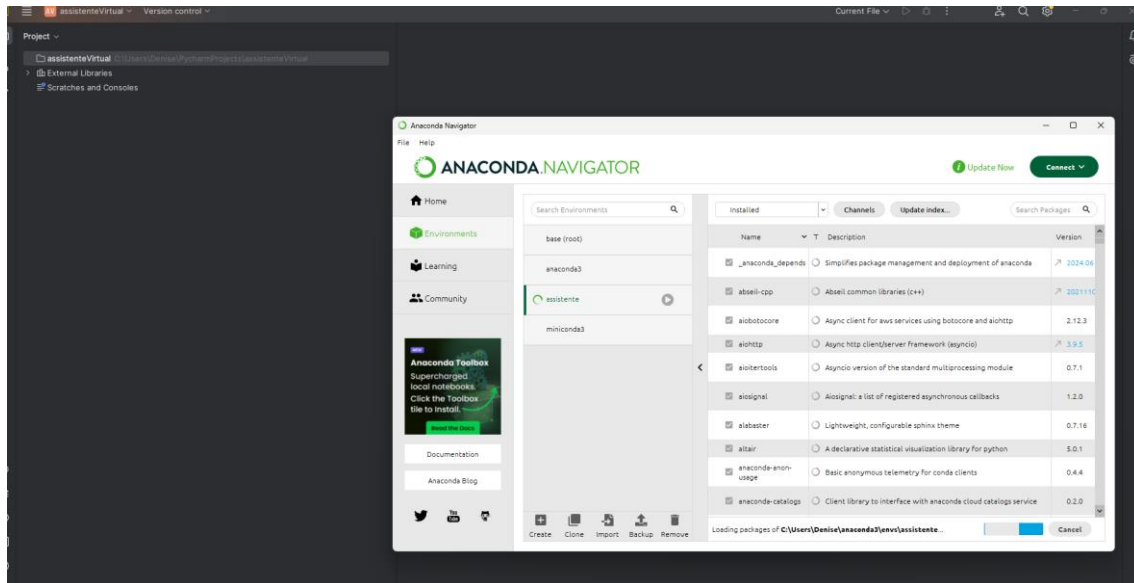 AV assistenteVirtual Version control Current File
Project
assistenteVirtual C:\Users\Denise\PycharmProjects\assistenteVirtual
External Libraries
Scratches and Consoles
Anaconda Navigator
File Help
ANACONDA.NAVIGATOR
Update Now
Connect
Home
Environments
Learning
Community
NEW
Anaconda Toolbox
Supercharged
local notebooks.
Click the Toolbox
tile to install.
Read the Docs
Documentation
Anaconda Blog
You
Tube
Search Environments
base (root)
anaconda3
assistente
miniconda3
Create Clone Import Backup Remove
Installed Channels Update index... Search Packages
Name T Description Version
_anaconda_depends Simplifies package management and deployment of anaconda 2024.06
abseil-cpp Abseil common libraries (c++) 2021110
aiobotocore Async client for aws services using botocore and aiohttp 2.12.3
aiohttp Async http client/server framework (asyncio) 3.9.5
aioitertools Asyncio version of the standard multiprocessing module 0.7.1
aiosignal Aiosignal: a list of registered asynchronous callbacks 1.2.0
alabaster Lightweight, configurable sphinx theme 0.7.16
altair A declarative statistical visualization library for python 5.0.1
anaconda-anon-
usage Basic anonymous telemetry for conda clients 0.4.4
anaconda-catalogs Client library to interface with anaconda cloud catalogs service 0.2.0
Loading packages of C:\Users\Denise\anaconda3\envs\assistente... Cancel